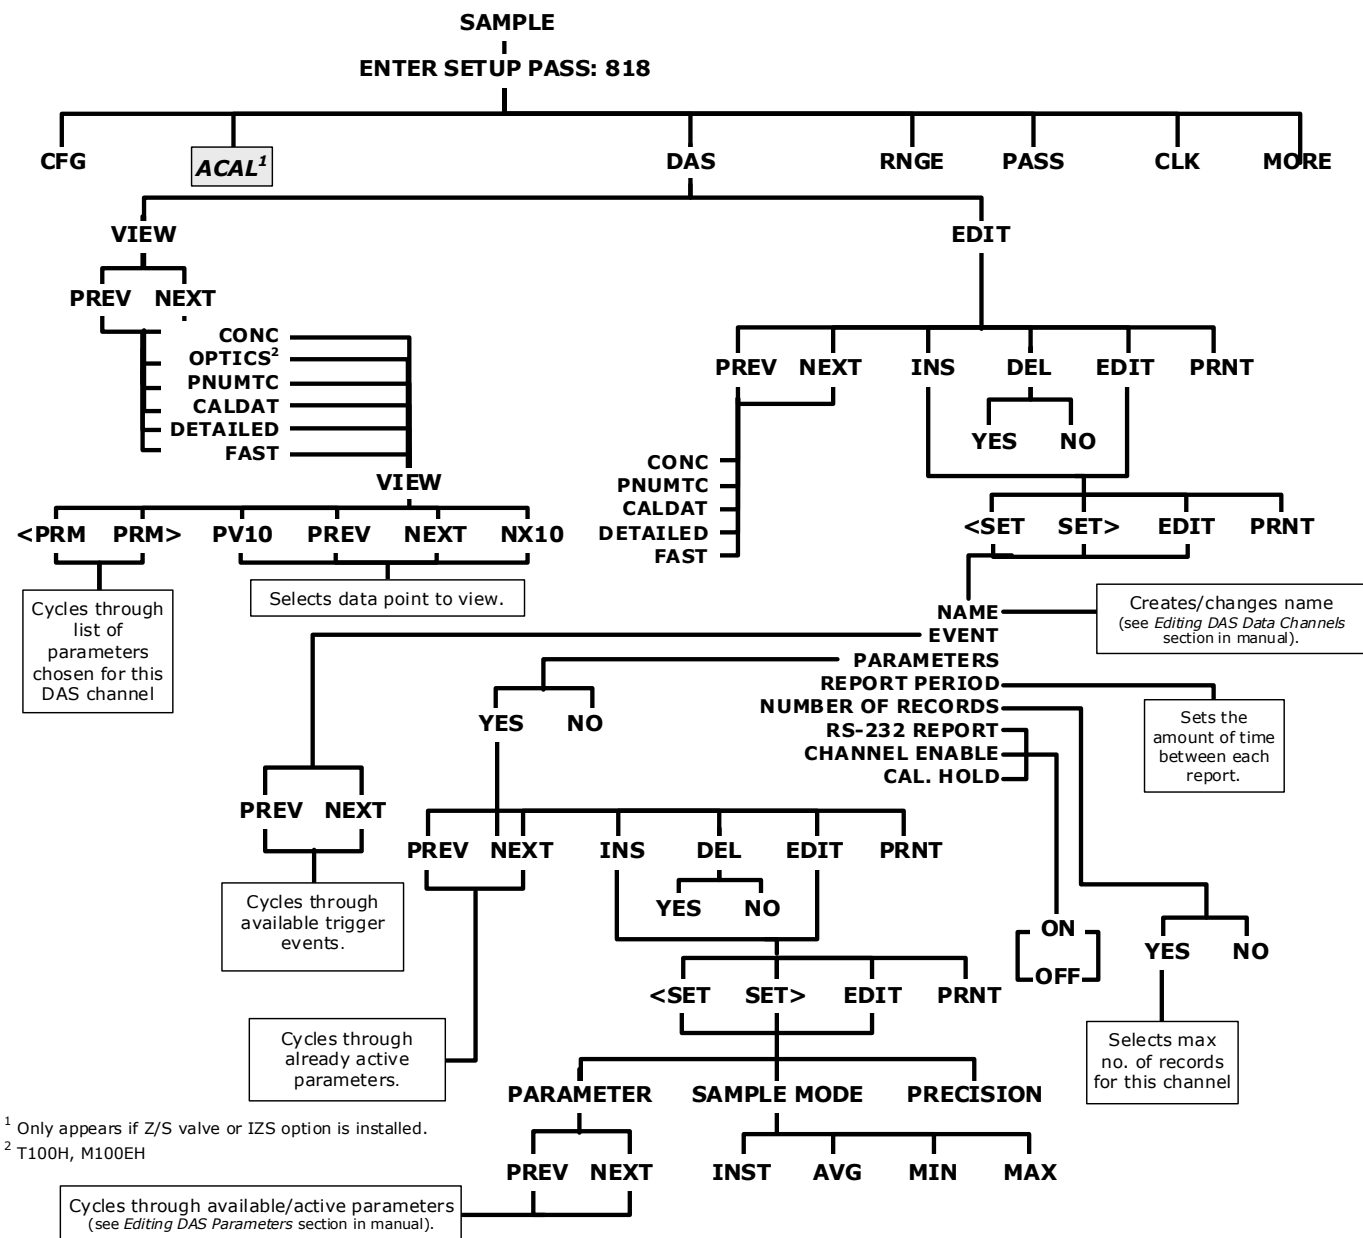 SAMPLE
ENTER SETUP PASS: 818
CFG
ACAL1
DAS
RNGE
PASS
CLK
MORE
VIEW
EDIT
PREV
NEXT
CONC
OPTICS2
PNUMTC
CALDAT
DETAILED
FAST
VIEW
<PRM
PRM>
PV10
PREV
NEXT
NX10
Cycles through
list of
parameters
chosen for this
DAS channel
Selects data point to view.
PREV
NEXT
INS
DEL
EDIT
PRNT
YES
NO
CONC
PNUMTC
CALDAT
DETAILED
FAST
<SET
SET>
EDIT
PRNT
NAME
EVENT
PARAMETERS
REPORT PERIOD
NUMBER OF RECORDS
RS-232 REPORT
CHANNEL ENABLE
CAL. HOLD
Creates/changes name
(see Editing DAS Data Channels
section in manual).
Sets the
amount of time
between each
report.
YES
NO
PREV
NEXT
Cycles through
available trigger
events.
PREV
NEXT
INS
DEL
EDIT
PRNT
YES
NO
ON
OFF
YES
NO
Selects max
no. of records
for this channel
Cycles through
already active
parameters.
<SET
SET>
EDIT
PRNT
PARAMETER
SAMPLE MODE
PRECISION
PREV
NEXT
INST
AVG
MIN
MAX
1 Only appears if Z/S valve or IZS option is installed.
2 T100H, M100EH
Cycles through available/active parameters
(see Editing DAS Parameters section in manual).